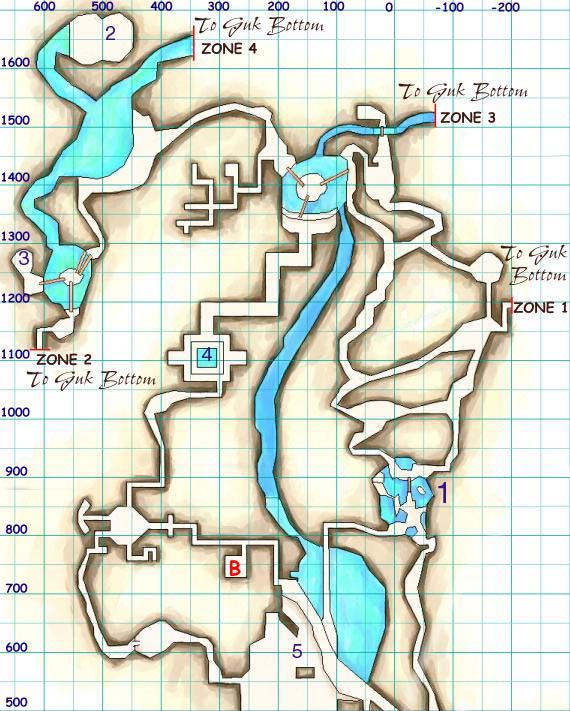 600 500 400 300 200 100 0 -100 -200
To Guk Bottom
ZONE 4
2
1600
To Guk Bottom
ZONE 3
1500
1400
1300
To Guk
Bottom
3
1200
ZONE 1
4
1100
ZONE 2
To Guk Bottom
1000
900
1
800
B
700
600
5
500